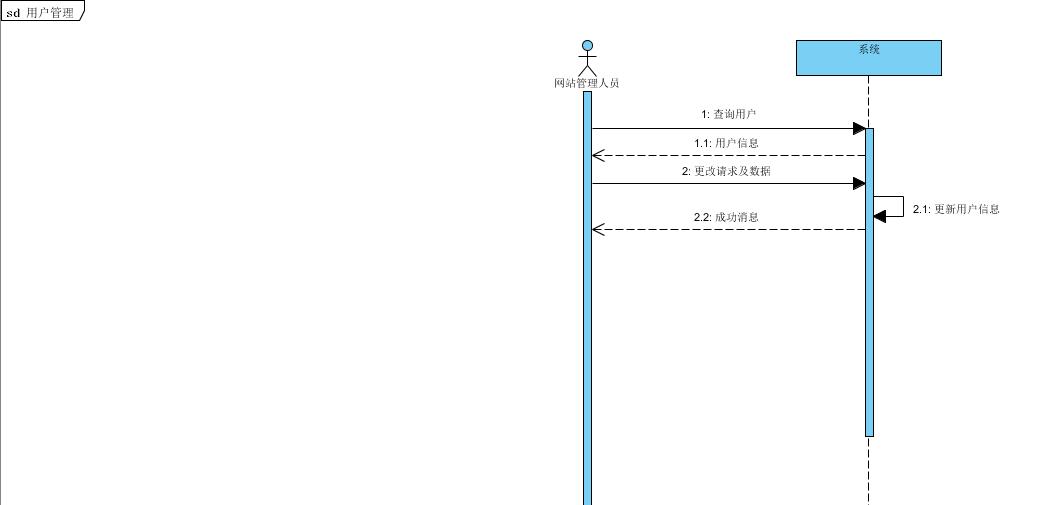 sd 用户管理
系统
网站管理人员
1: 查询用户
1.1: 用户信息
2: 更改请求及数据
2.1: 更新用户信息
2.2: 成功消息